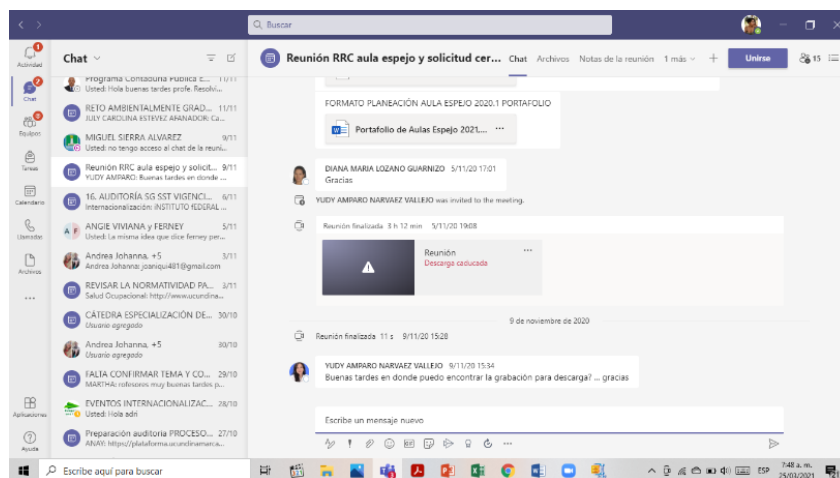 Buscar
Actividad
Chat
Equipos
Tareas
Calendario
Llamadas
Archivos
Aplicaciones
Ayuda
Chat
Programa Contaduría Pública E... 11/11
Usted: Hola buenas tardes profe. Resolvi...
RETO AMBIENTALMENTE GRAD... 11/11
JULY CAROLINA ESTEVEZ AFANADOR: Ca...
MIGUEL SIERRA ALVAREZ 9/11
Usted: no tengo acceso al chat de la reuni...
Reunión RRC aula espejo y solicit... 9/11
YUDY AMPARO: Buenas tardes en donde ...
16. AUDITORÍA SG SST VIGENCI... 6/11
Internacionalización: INSTITUTO FEDERAL ...
ANGIE VIVIANA y FERNEY 5/11
Usted: La misma idea que dice ferney per...
Andrea Johanna, +5 3/11
Andrea Johanna: joaniqui481@gmail.com
REVISAR LA NORMATIVIDAD PA... 3/11
Salud Ocupacional: http://www.ucundina...
CÁTEDRA ESPECIALIZACIÓN DE... 30/10
Usuario agregado
Andrea Johanna, +5 30/10
Usuario agregado
FALTA CONFIRMAR TEMA Y CO... 29/10
MARTHA: rofesores muy buenas tardes p...
EVENTOS INTERNACIONALIZAC... 28/10
Usted: Hola adri
Preparación auditoria PROCESO... 27/10
ANAY: https://plataforma.ucundinamarca...
Reunión RRC aula espejo y solicitud cer... Chat Archivos Notas de la reunión 1 más Unirse 15
FORMATO PLANEACIÓN AULA ESPEJO 2020.1 PORTAFOLIO
Portafolio de Aulas Espejo 2021.... ...
DIANA MARIA LOZANO GUARNIZO 5/11/20 17:01
Gracias
YUDY AMPARO NARVAEZ VALLEJO was invited to the meeting.
Reunión finalizada 3 h 12 min 5/11/20 19:08
Reunión ...
Descarga caducada
9 de noviembre de 2020
Reunión finalizada 11 s 9/11/20 15:28
YUDY AMPARO NARVAEZ VALLEJO 9/11/20 15:34
Buenas tardes en donde puedo encontrar la grabación para descarga? ... gracias
Escribe un mensaje nuevo
Escribe aquí para buscar
ESP
7:48 a. m.
25/03/2021